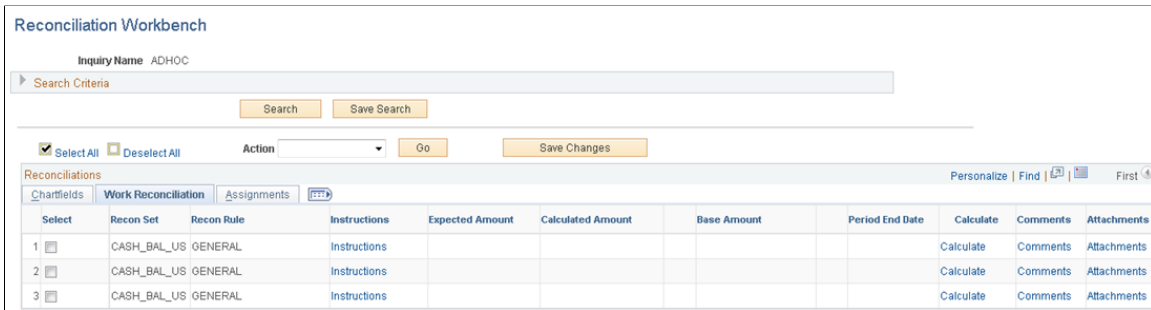 Reconciliation Workbench
Inquiry Name ADHOC
Search Criteria
Search Save Search
Select All Deselect All Action Go Save Changes
Reconciliations Personalize | Find | | First
Chartfields Work Reconciliation Assignments
Select Recon Set Recon Rule Instructions Expected Amount Calculated Amount Base Amount Period End Date Calculate Comments Attachments
1 CASH_BAL_US GENERAL Instructions Calculate Comments Attachments
2 CASH_BAL_US GENERAL Instructions Calculate Comments Attachments
3 CASH_BAL_US GENERAL Instructions Calculate Comments Attachments